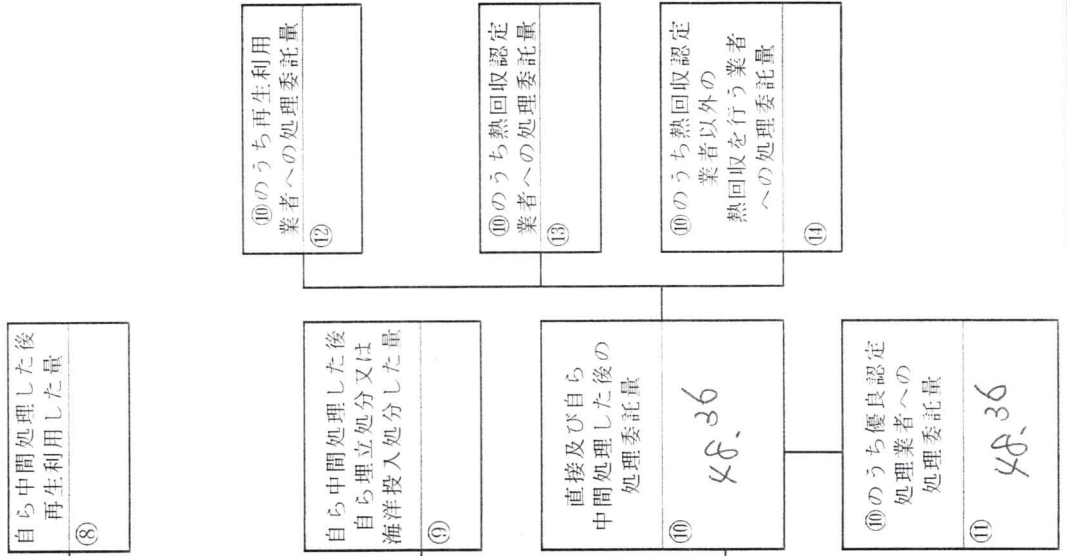 自ら中間処理した後
再生利用した量
⑧
自ら中間処理した後
自ら埋立処分又は
海洋投入処分した量
⑨
直接及び自ら
中間処理した後の
処理委託量
⑩
48.36
⑩のうち優良認定
処理業者への
処理委託量
⑪
48.36
⑩のうち再生利用
業者への処理委託量
⑫
⑩のうち熱回収認定
業者への処理委託量
⑬
⑩のうち熱回収認定
業者以外の
熱回収を行う業者
への処理委託量
⑭